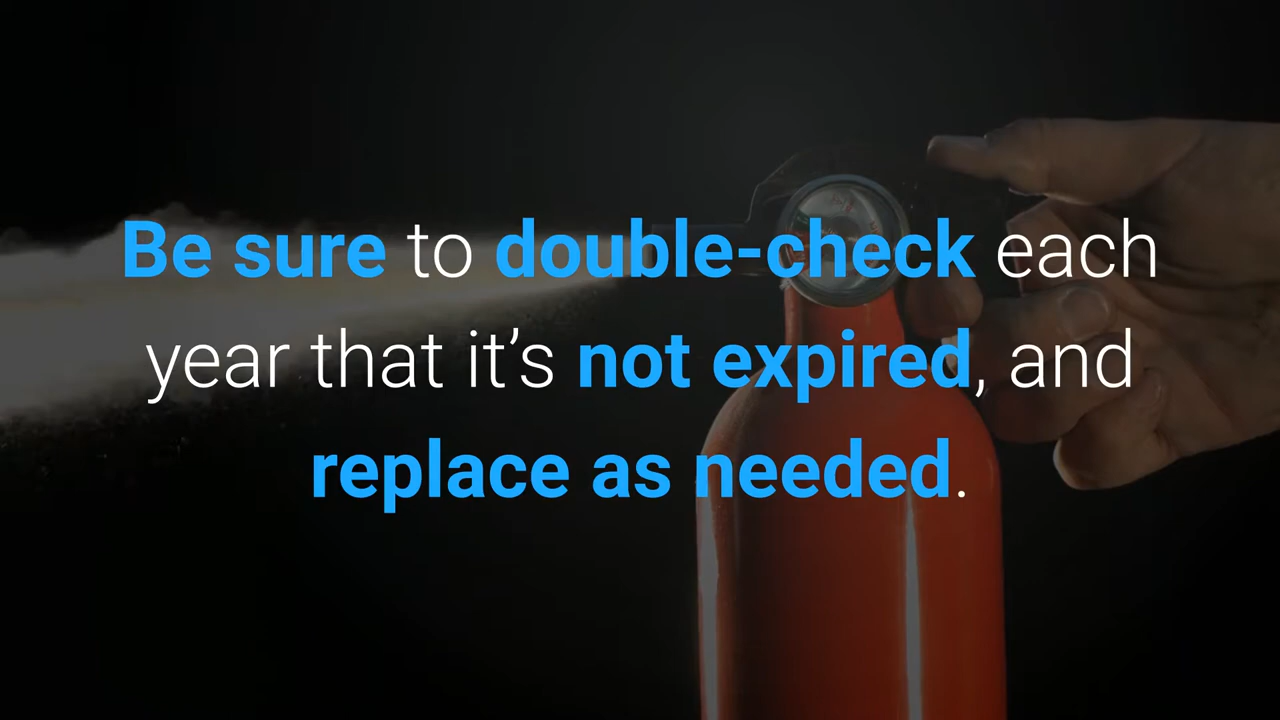 Be sure to double-check each
year that it’s not expired, and
replace as needed.